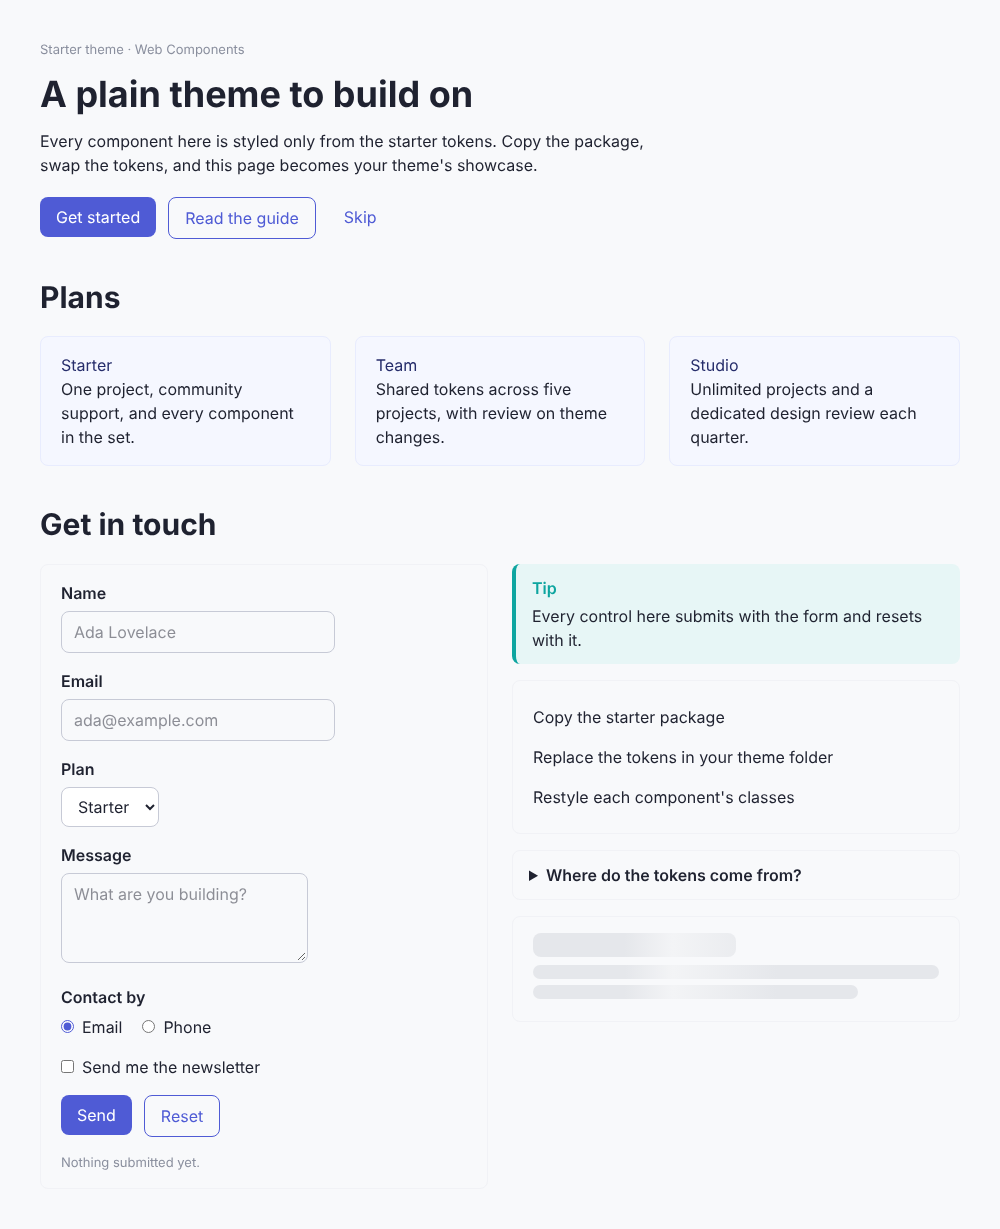 Starter theme · Web Components
A plain theme to build on
Every component here is styled only from the starter tokens. Copy the package,
swap the tokens, and this page becomes your theme's showcase.
Get started
Read the guide
Skip
Plans
Starter
One project, community
support, and every component
in the set.
Team
Shared tokens across five
projects, with review on theme
changes.
Studio
Unlimited projects and a
dedicated design review each
quarter.
Get in touch
Name
Ada Lovelace
Email
ada@example.com
Plan
Starter
Message
What are you building?
Contact by
Email
Phone
Send me the newsletter
Send
Reset
Nothing submitted yet.
Tip
Every control here submits with the form and resets
with it.
Copy the starter package
Replace the tokens in your theme folder
Restyle each component's classes
Where do the tokens come from?